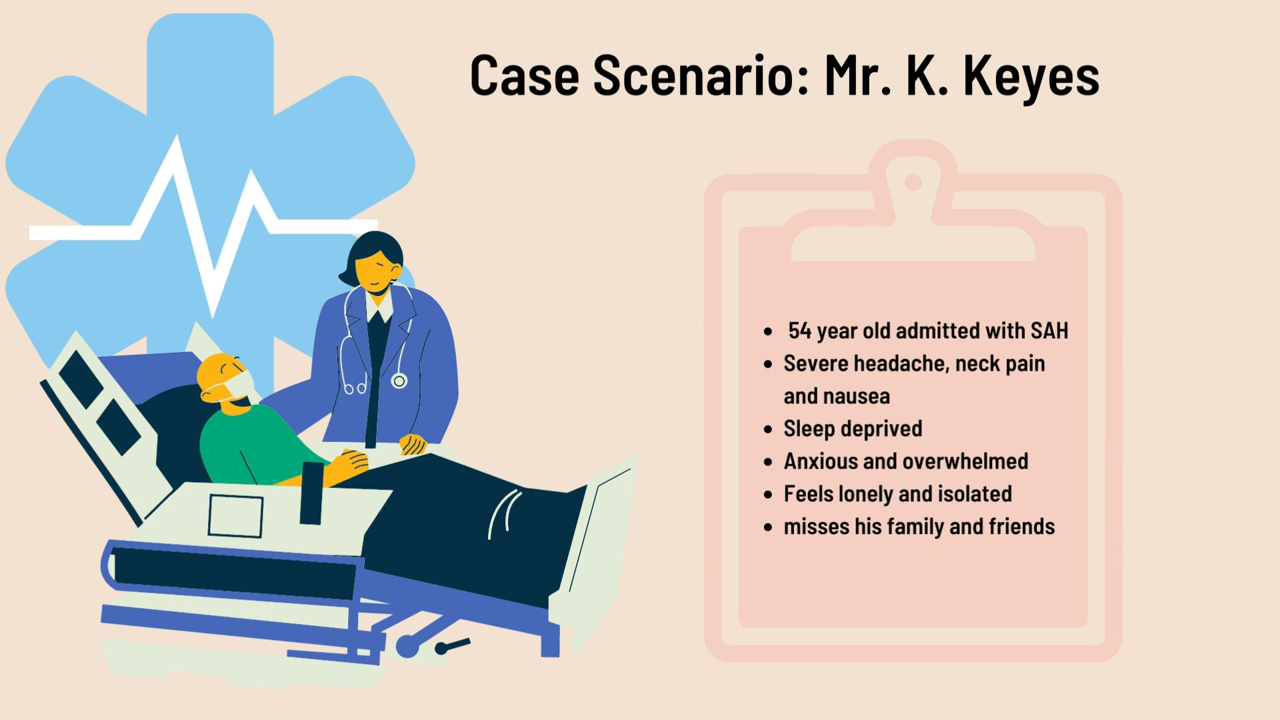 Case Scenario: Mr. K. Keyes
• 54 year old admitted with SAH
• Severe headache, neck pain
and nausea
• Sleep deprived
• Anxious and overwhelmed
• Feels lonely and isolated
• misses his family and friends